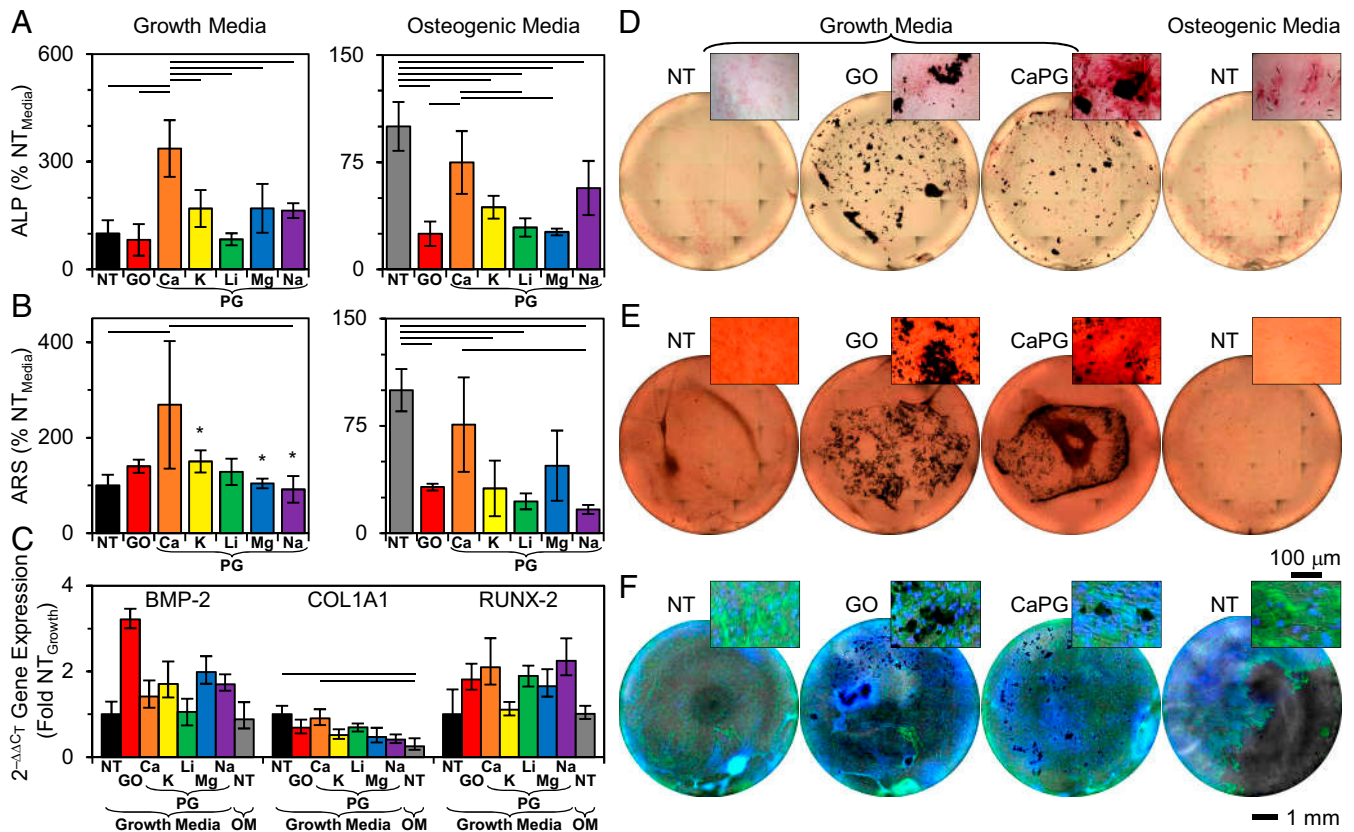 A
Growth Media
Osteogenic Media
ALP (% NT_Media)
600
300
0
NT GO Ca K Li Mg Na
PG
150
75
0
NT GO Ca K Li Mg Na
PG
B
ARS (% NT_Media)
400
200
0
* * *
NT GO Ca K Li Mg Na
PG
150
75
0
NT GO Ca K Li Mg Na
PG
C
2^−ΔΔC_T Gene Expression
(Fold NT_Growth)
4
2
0
BMP-2 COL1A1 RUNX-2
NT GO Ca K Li Mg Na NT
PG
Growth Media OM
NT GO Ca K Li Mg Na NT
PG
Growth Media OM
NT GO Ca K Li Mg Na NT
PG
Growth Media OM
D
Growth Media
Osteogenic Media
NT GO CaPG NT
E
NT GO CaPG NT
100 μm
F
NT GO CaPG NT
1 mm